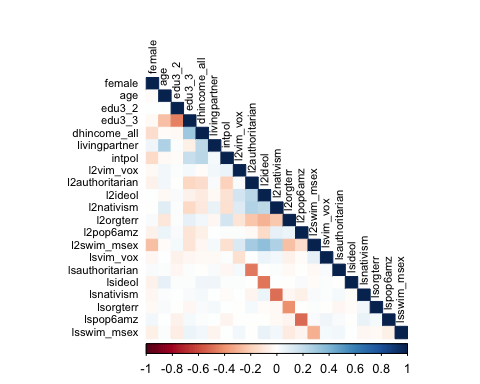 female
age
edu3_2
edu3_3
dhincome_all
livingpartner
intpol
l2vim_vox
l2authoritarian
l2ideol
l2nativism
l2orgterr
l2pop6amz
l2swim_msex
lsvim_vox
lsauthoritarian
lsideol
lsnativism
lsorgterr
lspop6amz
lsswim_msex
female
age
edu3_2
edu3_3
dhincome_all
livingpartner
intpol
l2vim_vox
l2authoritarian
l2ideol
l2nativism
l2orgterr
l2pop6amz
l2swim_msex
lsvim_vox
lsauthoritarian
lsideol
lsnativism
lsorgterr
lspop6amz
lsswim_msex
-1 -0.8 -0.6 -0.4 -0.2 0 0.2 0.4 0.6 0.8 1